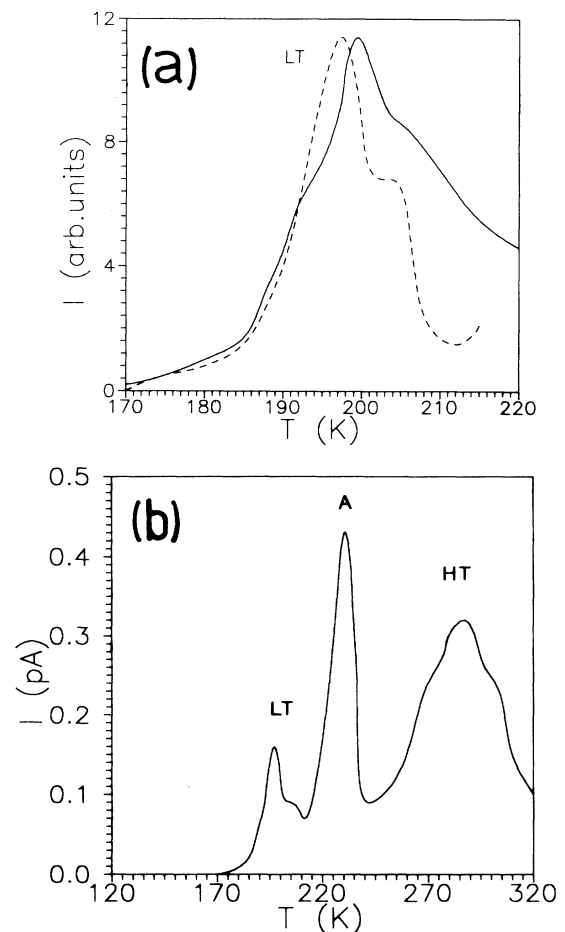 12
(a)
LT
8
4
0
I (arb.units)
170 180 190 200 210 220
T (K)
0.5
(b)
A
0.4
HT
0.3
LT
0.2
0.1
0.0
I (pA)
120 170 220 270 320
T (K)